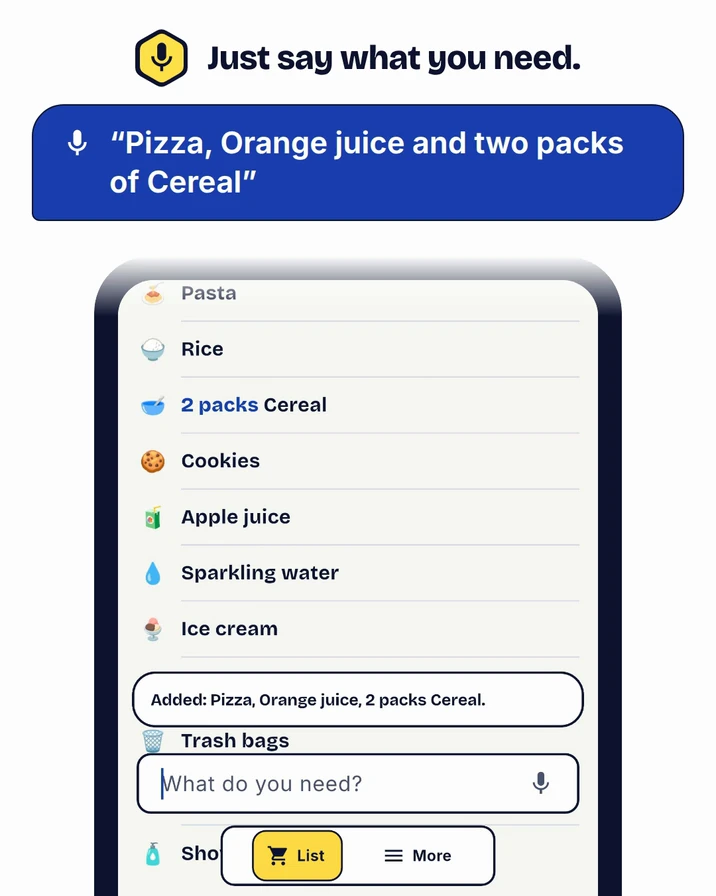 Just say what you need.
“Pizza, Orange juice and two packs
of Cereal”
Pasta
Rice
2 packs Cereal
Cookies
Apple juice
Sparkling water
Ice cream
Added: Pizza, Orange juice, 2 packs Cereal.
Trash bags
What do you need?
Sho
List
More